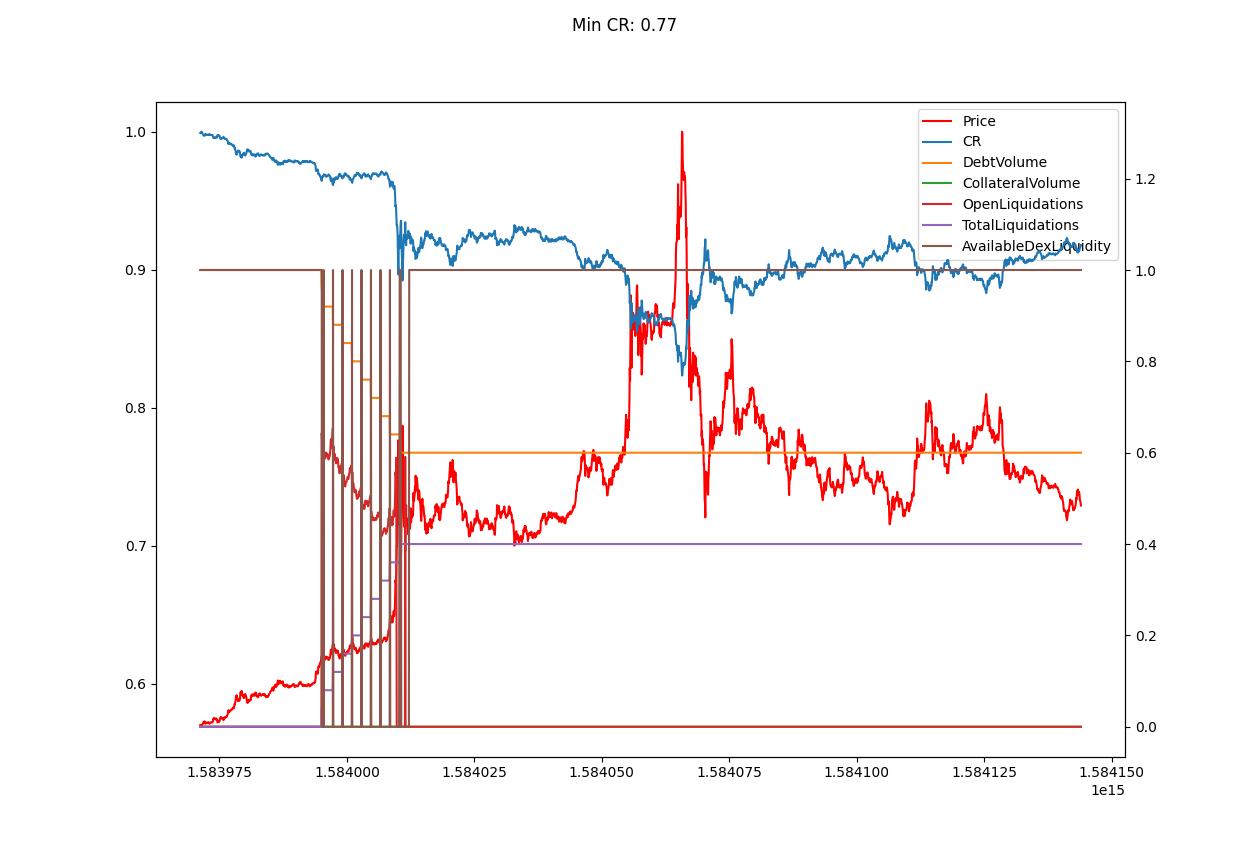 Min CR: 0.77
Price
CR
DebtVolume
CollateralVolume
OpenLiquidations
TotalLiquidations
AvailableDexLiquidity
1.0
0.9
0.8
0.7
0.6
1.2
1.0
0.8
0.6
0.4
0.2
0.0
1.583975 1.584000 1.584025 1.584050 1.584075 1.584100 1.584125 1.584150
1e15